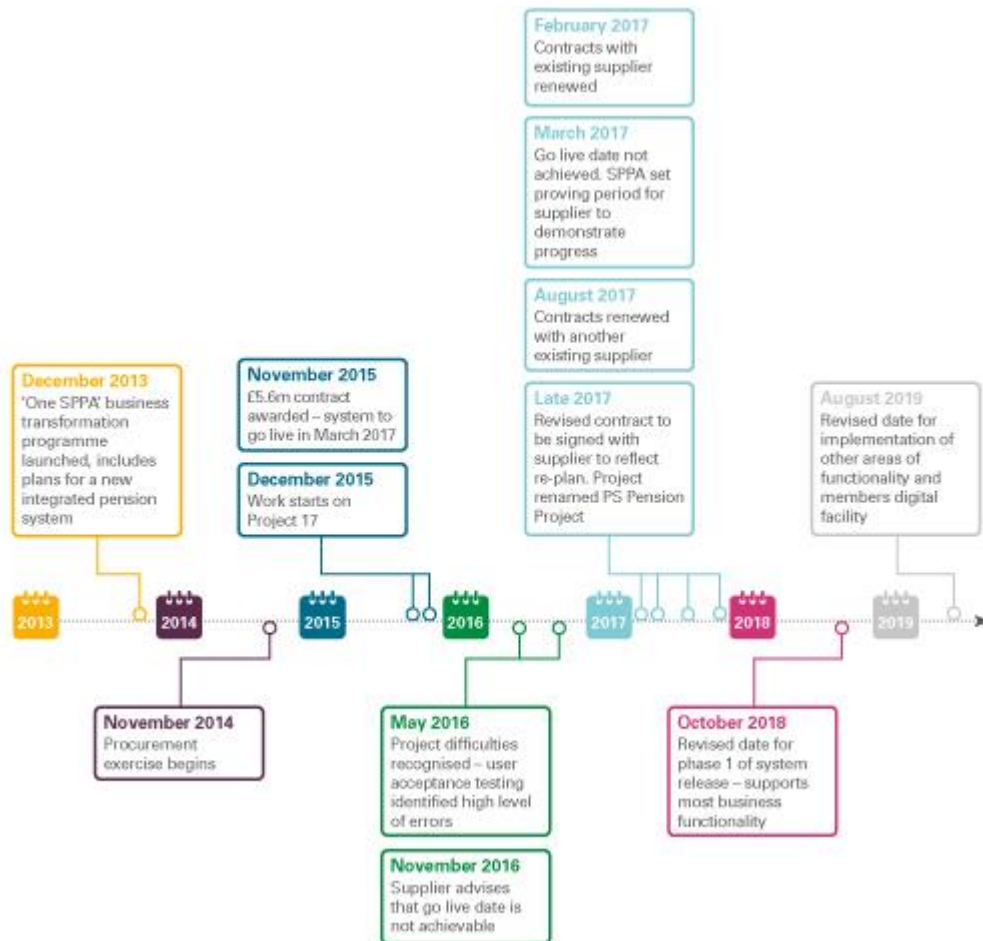 February 2017
Contracts with
existing supplier
renewed
March 2017
Go live date not
achieved. SPPA set
proving period for
supplier to
demonstrate
progress
August 2017
Contracts renewed
with another
existing supplier
December 2013
'One SPPA' business
transformation
programme
launched, includes
plans for a new
integrated pension
system
November 2015
£5.6m contract
awarded – system to
go live in March 2017
December 2015
Work starts on
Project 17
Late 2017
Revised contract to
be signed with
supplier to reflect
re-plan. Project
renamed PS Pension
Project
August 2019
Revised date for
implementation of
other areas of
functionality and
members digital
facility
2013
2014
2015
2016
2017
2018
2019
November 2014
Procurement
exercise begins
May 2016
Project difficulties
recognised – user
acceptance testing
identified high level
of errors
November 2016
Supplier advises
that go live date is
not achievable
October 2018
Revised date for
phase 1 of system
release – supports
most business
functionality